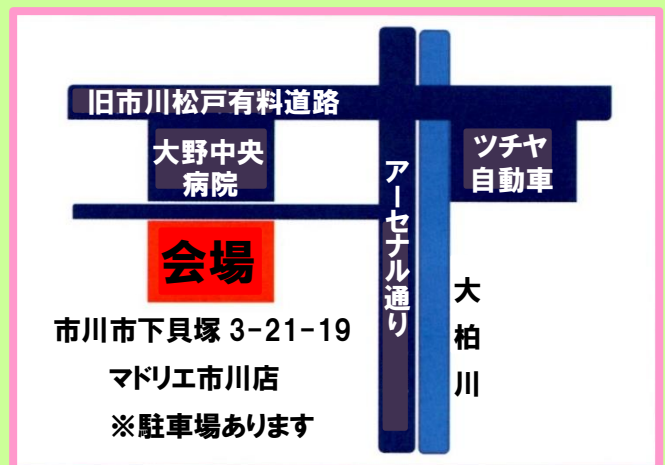 旧市川松戸有料道路
大野中央
病院
ツチヤ
自動車
アーセナル通り
会場
大柏川
市川市下貝塚 3-21-19
マドリエ市川店
※駐車場あります